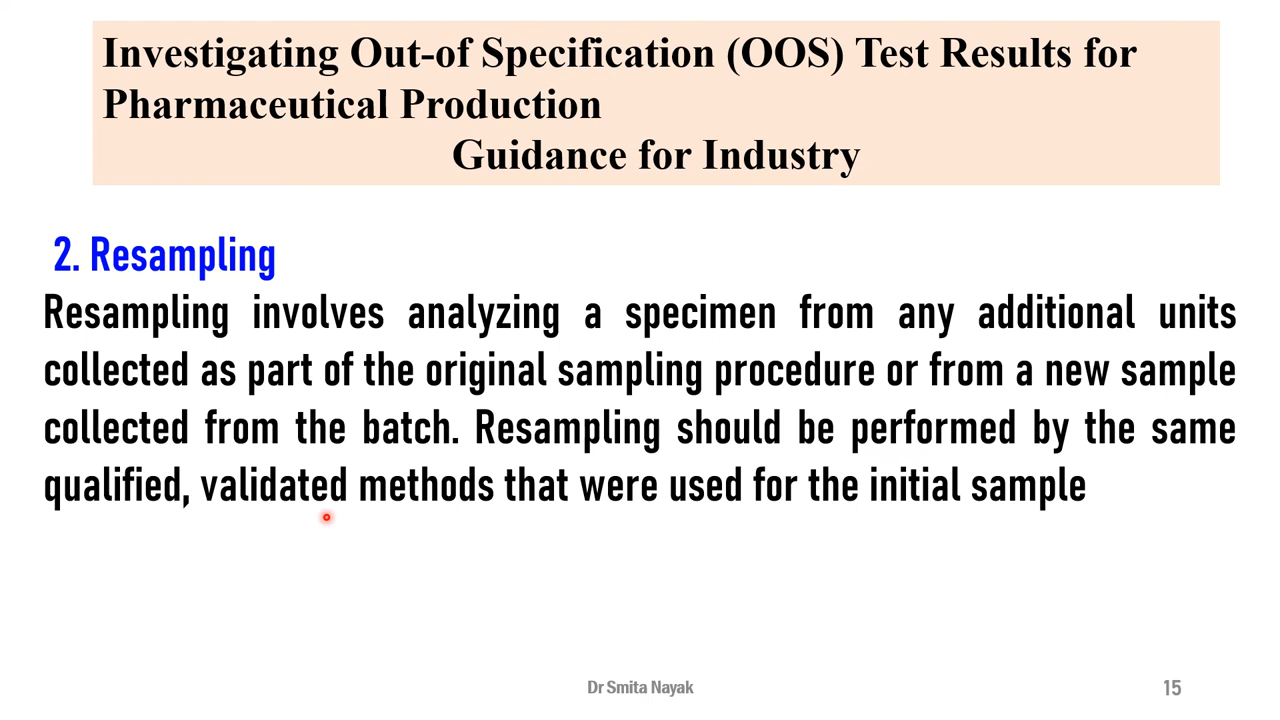 Investigating Out-of Specification (OOS) Test Results for
Pharmaceutical Production
Guidance for Industry
2. Resampling
Resampling involves analyzing a specimen from any additional units
collected as part of the original sampling procedure or from a new sample
collected from the batch. Resampling should be performed by the same
qualified, validated methods that were used for the initial sample
Dr Smita Nayak
15